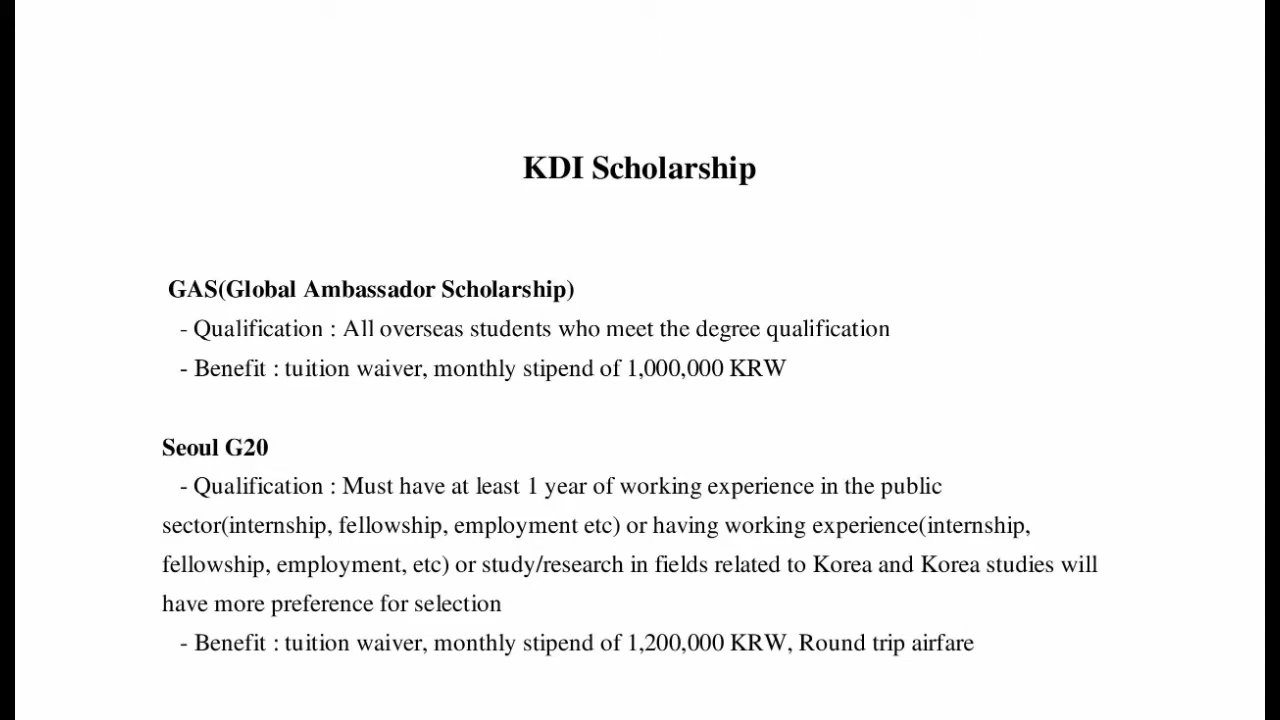 KDI Scholarship
GAS(Global Ambassador Scholarship)
- Qualification : All overseas students who meet the degree qualification
- Benefit : tuition waiver, monthly stipend of 1,000,000 KRW
Seoul G20
- Qualification : Must have at least 1 year of working experience in the public
sector(internship, fellowship, employment etc) or having working experience(internship,
fellowship, employment, etc) or study/research in fields related to Korea and Korea studies will
have more preference for selection
- Benefit : tuition waiver, monthly stipend of 1,200,000 KRW, Round trip airfare